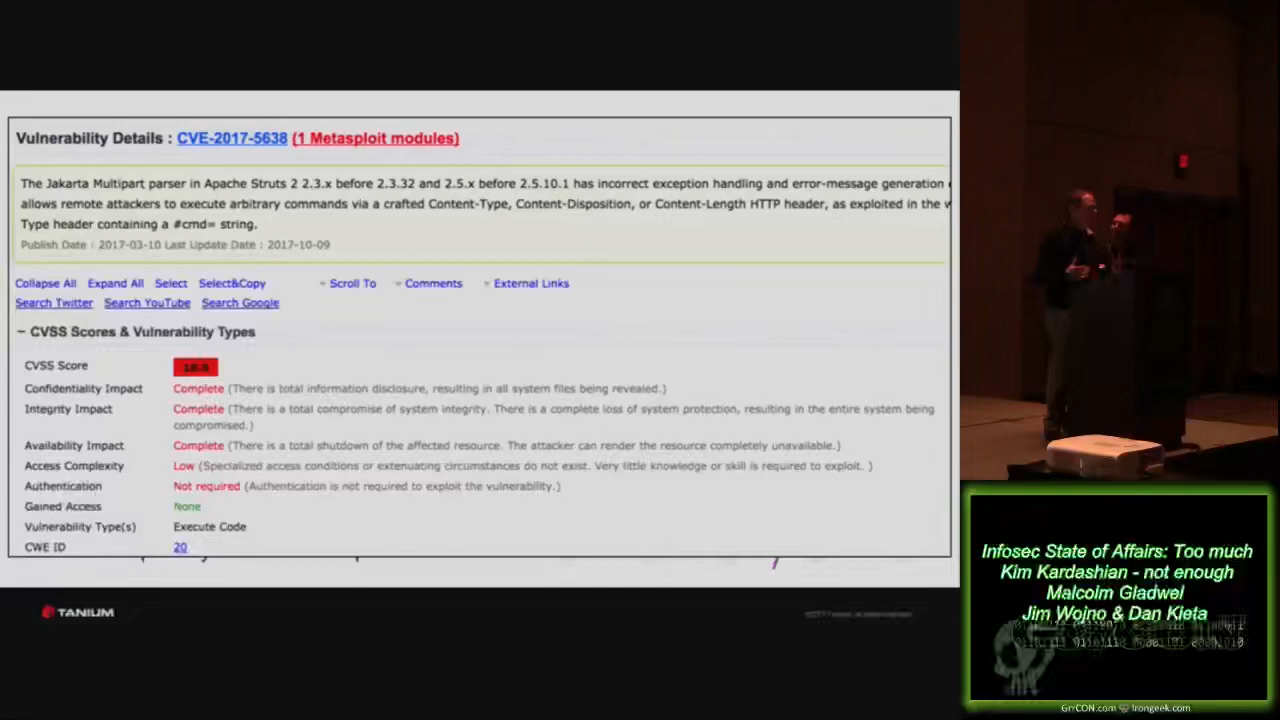 Vulnerability Details : CVE-2017-5638 (1 Metasploit modules)
The Jakarta Multipart parser in Apache Struts 2 2.3.x before 2.3.32 and 2.5.x before 2.5.10.1 has incorrect exception handling and error-message generation
allows remote attackers to execute arbitrary commands via a crafted Content-Type, Content-Disposition, or Content-Length HTTP header, as exploited in the w
Type header containing a #cmd= string.
Publish Date : 2017-03-10 Last Update Date : 2017-10-09
Collapse All Expand All Select Select&Copy Scroll To Comments External Links
Search Twitter Search YouTube Search Google
− CVSS Scores & Vulnerability Types
CVSS Score
Confidentiality Impact Complete (There is total information disclosure, resulting in all system files being revealed.)
Integrity Impact Complete (There is a total compromise of system integrity. There is a complete loss of system protection, resulting in the entire system being
compromised.)
Availability Impact Complete (There is a total shutdown of the affected resource. The attacker can render the resource completely unavailable.)
Access Complexity Low (Specialized access conditions or extenuating circumstances do not exist. Very little knowledge or skill is required to exploit. )
Authentication Not required (Authentication is not required to exploit the vulnerability.)
Gained Access None
Vulnerability Type(s) Execute Code
CWE ID 20
TANIUM
Infosec State of Affairs: Too much
Kim Kardashian - not enough
Malcolm Gladwel
Jim Wojno & Dan Kieta
GrrCON.com Irongeek.com